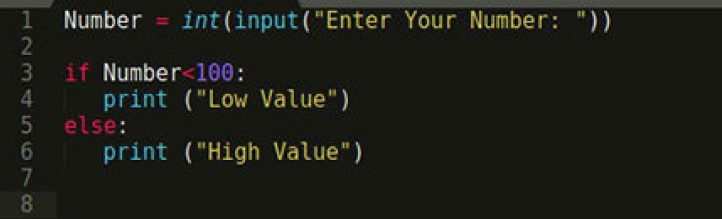 1 Number = int(input("Enter Your Number: "))
2
3 if Number<100:
4    print ("Low Value")
5 else:
6    print ("High Value")
7
8